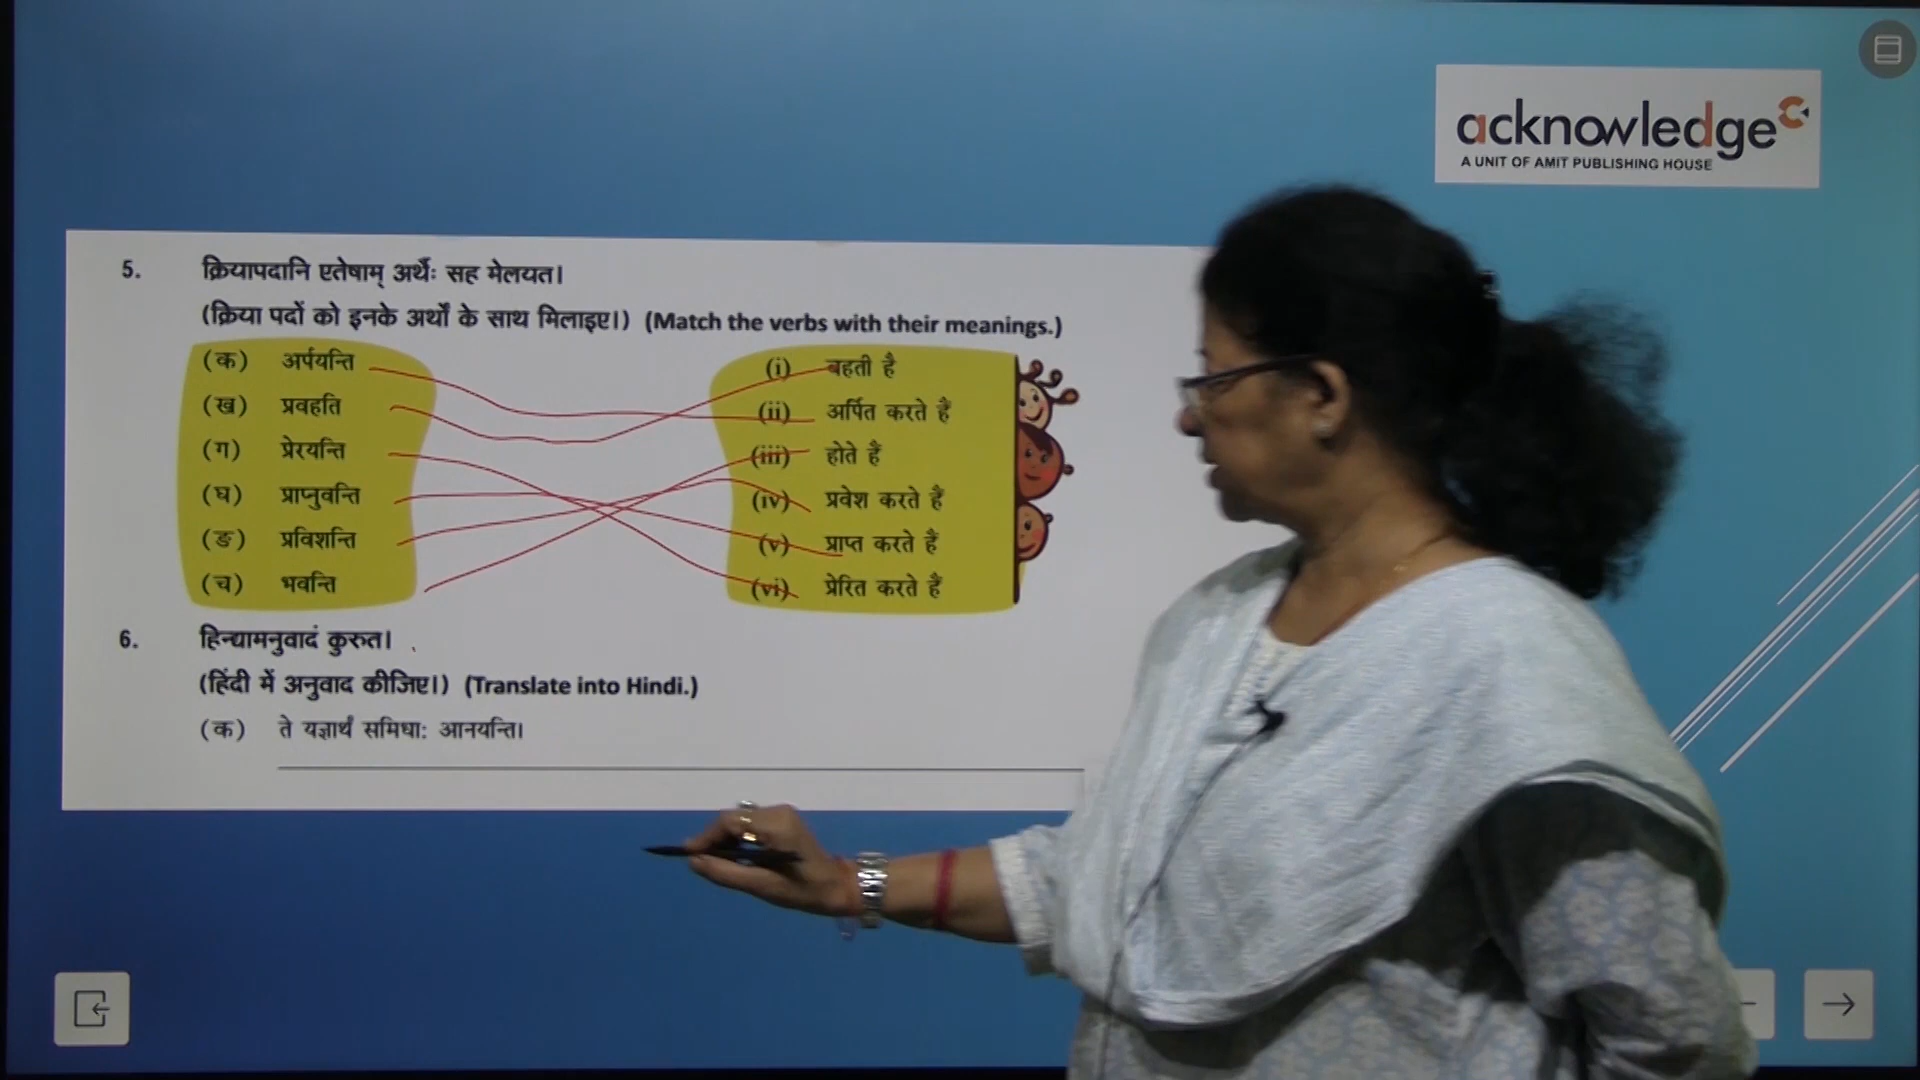 acknowledge
A UNIT OF AMIT PUBLISHING HOUSE
5. क्रियापदानि एतेषाम् अर्थैः सह मेलयत।
(क्रिया पदों को इनके अर्थों के साथ मिलाइए।) (Match the verbs with their meanings.)
(क) अर्पयन्ति (i) बहती है
(ख) प्रवहति (ii) अर्पित करते हैं
(ग) प्रेरयन्ति (iii) होते हैं
(घ) प्राप्नुवन्ति (iv) प्रवेश करते हैं
(ङ) प्रविशन्ति (v) प्राप्त करते हैं
(च) भवन्ति (vi) प्रेरित करते हैं
6. हिन्द्यामनुवादं कुरुत।
(हिंदी में अनुवाद कीजिए।) (Translate into Hindi.)
(क) ते यज्ञार्थं समिधाः आनयन्ति।